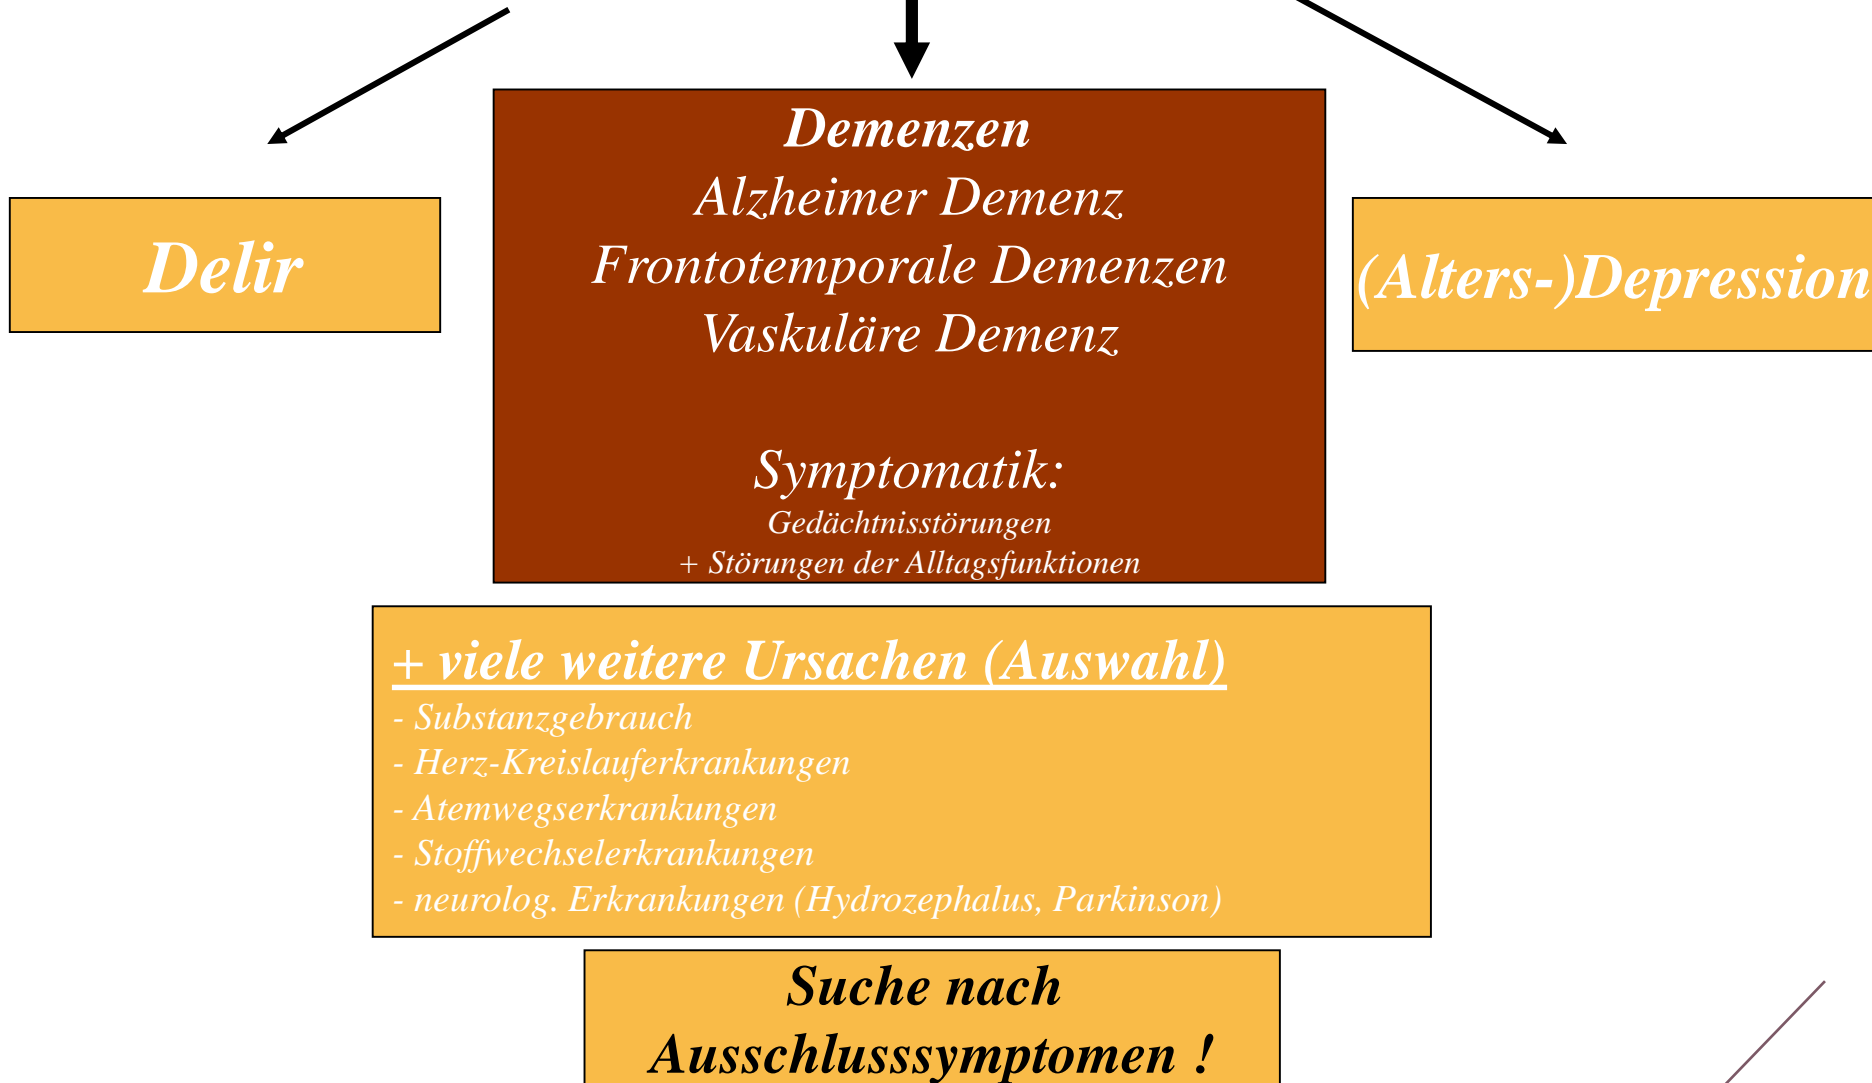 Delir
Demenzen
Alzheimer Demenz
Frontotemporale Demenzen
Vaskuläre Demenz
Symptomatik:
Gedächtnisstörungen
+ Störungen der Alltagsfunktionen
(Alters-)Depression
+ viele weitere Ursachen (Auswahl)
- Substanzgebrauch
- Herz-Kreislauferkrankungen
- Atemwegserkrankungen
- Stoffwechselerkrankungen
- neurolog. Erkrankungen (Hydrozephalus, Parkinson)
Suche nach
Ausschlusssymptomen !